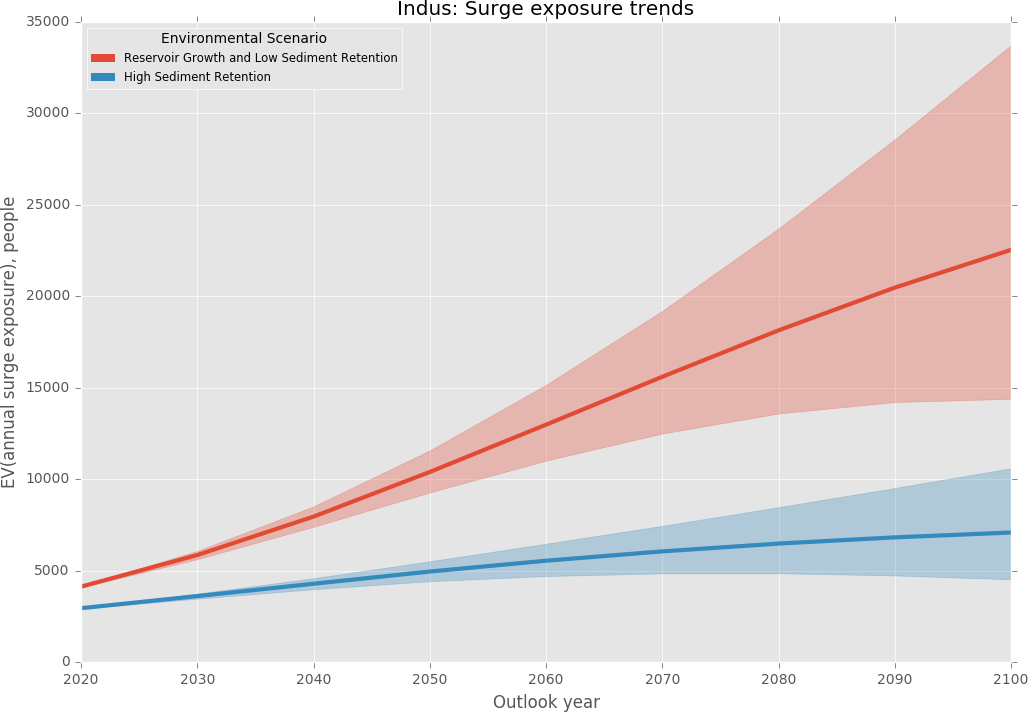 Indus: Surge exposure trends
Environmental Scenario
Reservoir Growth and Low Sediment Retention
High Sediment Retention
EV(annual surge exposure), people
35000
30000
25000
20000
15000
10000
5000
0
2020 2030 2040 2050 2060 2070 2080 2090 2100
Outlook year